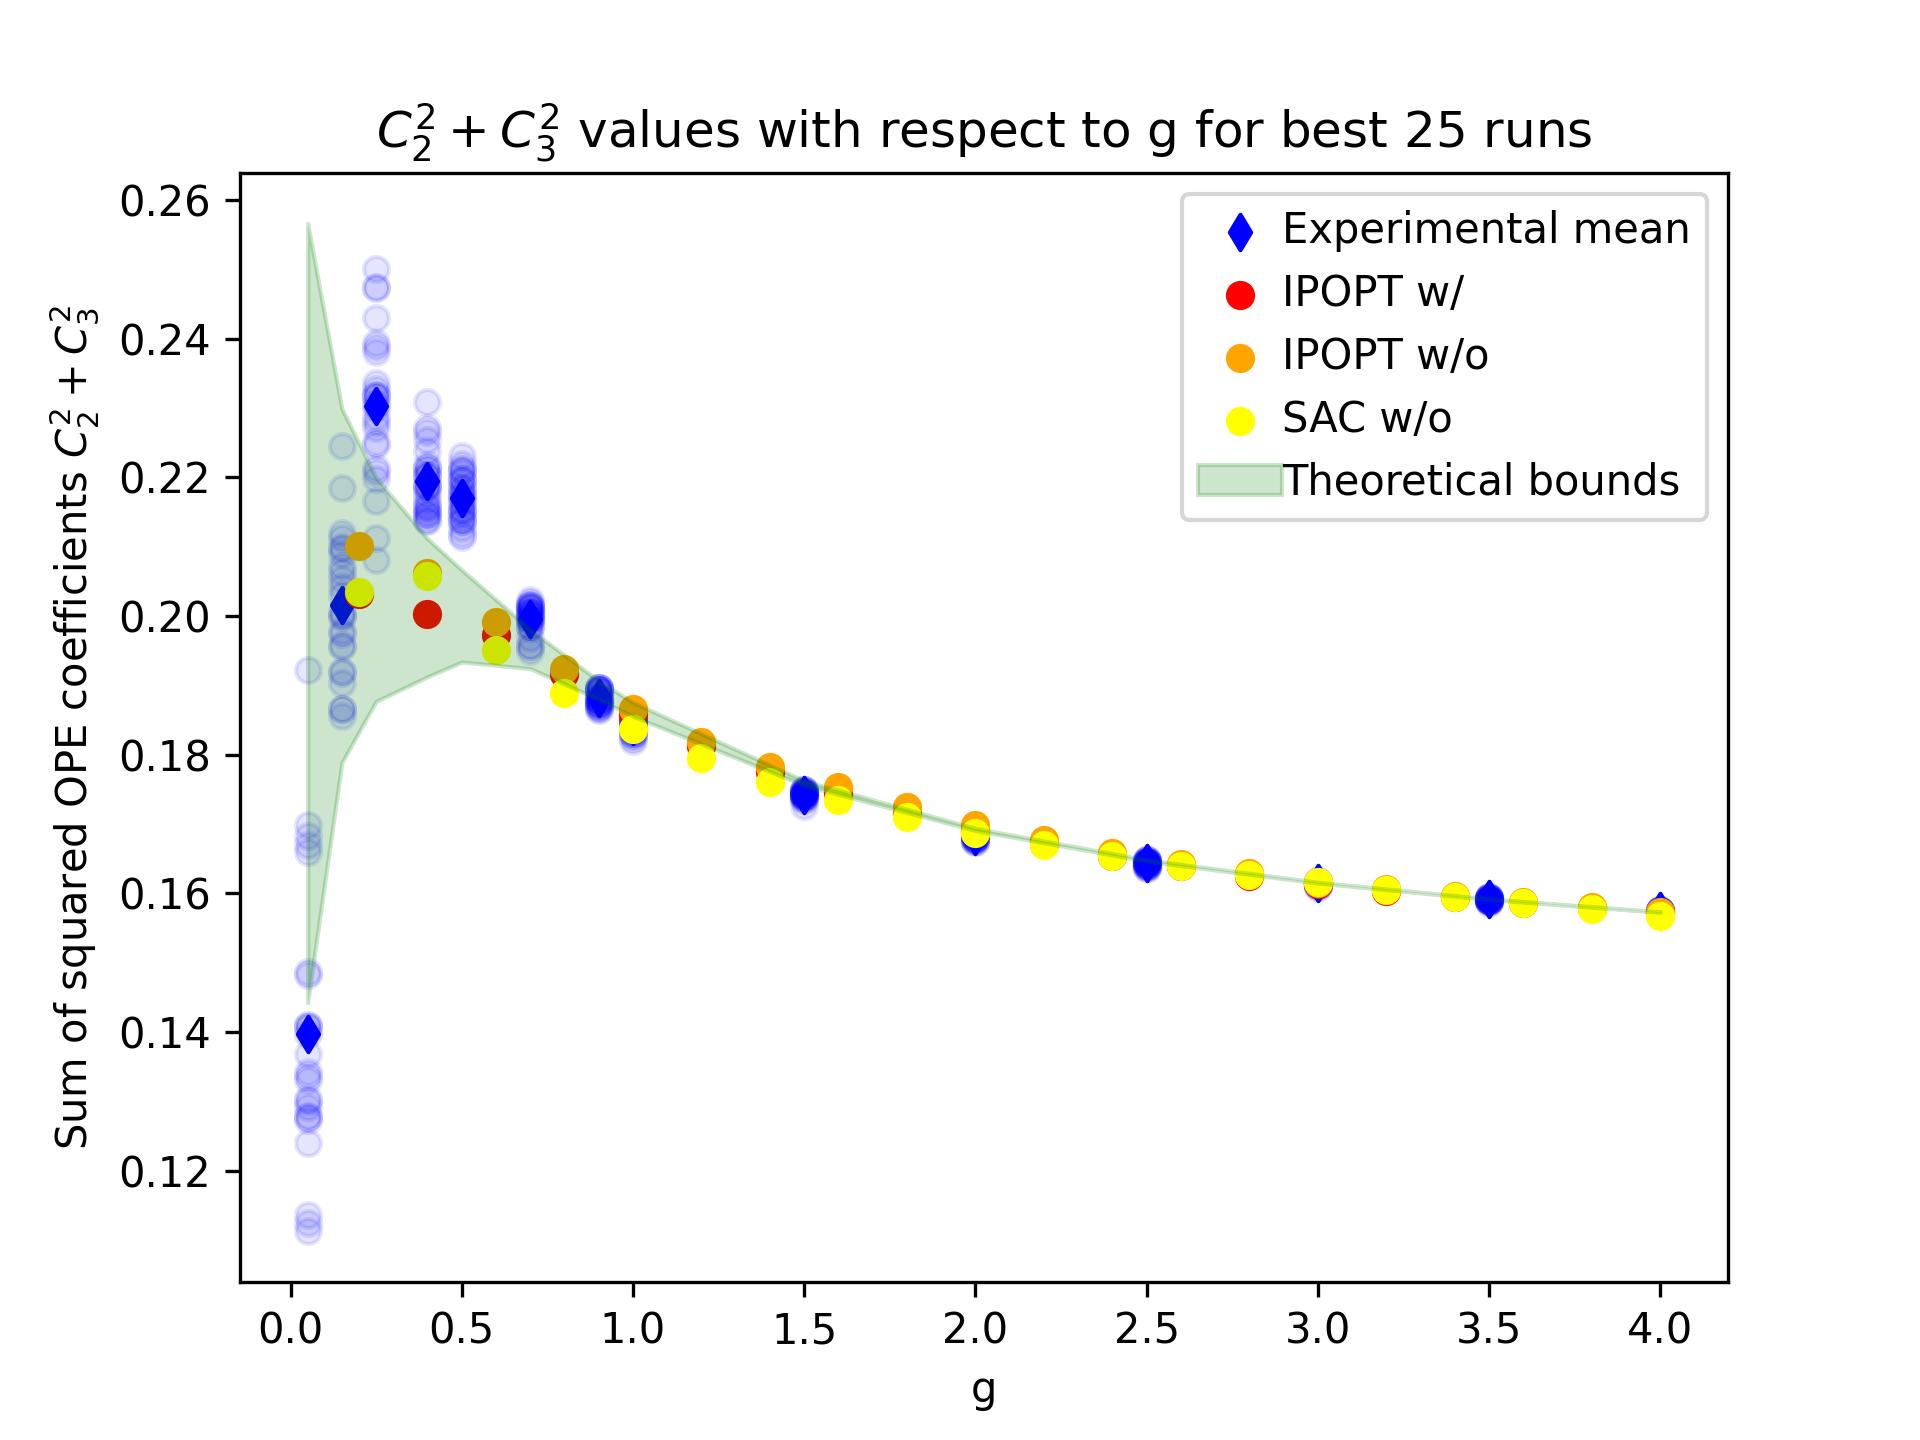 $C_2^2 + C_3^2$ values with respect to g for best 25 runs
Sum of squared OPE coefficients $C_2^2 + C_3^2$
0.26
0.24
0.22
0.20
0.18
0.16
0.14
0.12
Experimental mean
IPOPT w/
IPOPT w/o
SAC w/o
Theoretical bounds
0.0 0.5 1.0 1.5 2.0 2.5 3.0 3.5 4.0
g